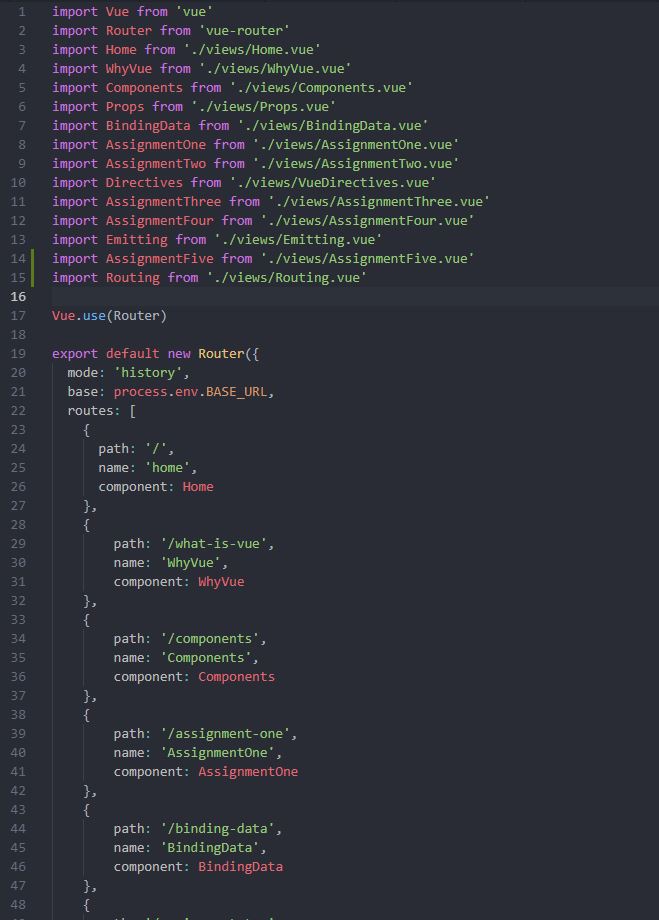 1 import Vue from 'vue'
2 import Router from 'vue-router'
3 import Home from './views/Home.vue'
4 import WhyVue from './views/WhyVue.vue'
5 import Components from './views/Components.vue'
6 import Props from './views/Props.vue'
7 import BindingData from './views/BindingData.vue'
8 import AssignmentOne from './views/AssignmentOne.vue'
9 import AssignmentTwo from './views/AssignmentTwo.vue'
10 import Directives from './views/VueDirectives.vue'
11 import AssignmentThree from './views/AssignmentThree.vue'
12 import AssignmentFour from './views/AssignmentFour.vue'
13 import Emitting from './views/Emitting.vue'
14 import AssignmentFive from './views/AssignmentFive.vue'
15 import Routing from './views/Routing.vue'
16
17 Vue.use(Router)
18
19 export default new Router({
20   mode: 'history',
21   base: process.env.BASE_URL,
22   routes: [
23     {
24       path: '/',
25       name: 'home',
26       component: Home
27     },
28     {
29         path: '/what-is-vue',
30         name: 'WhyVue',
31         component: WhyVue
32     },
33     {
34         path: '/components',
35         name: 'Components',
36         component: Components
37     },
38     {
39         path: '/assignment-one',
40         name: 'AssignmentOne',
41         component: AssignmentOne
42     },
43     {
44         path: '/binding-data',
45         name: 'BindingData',
46         component: BindingData
47     },
48     {